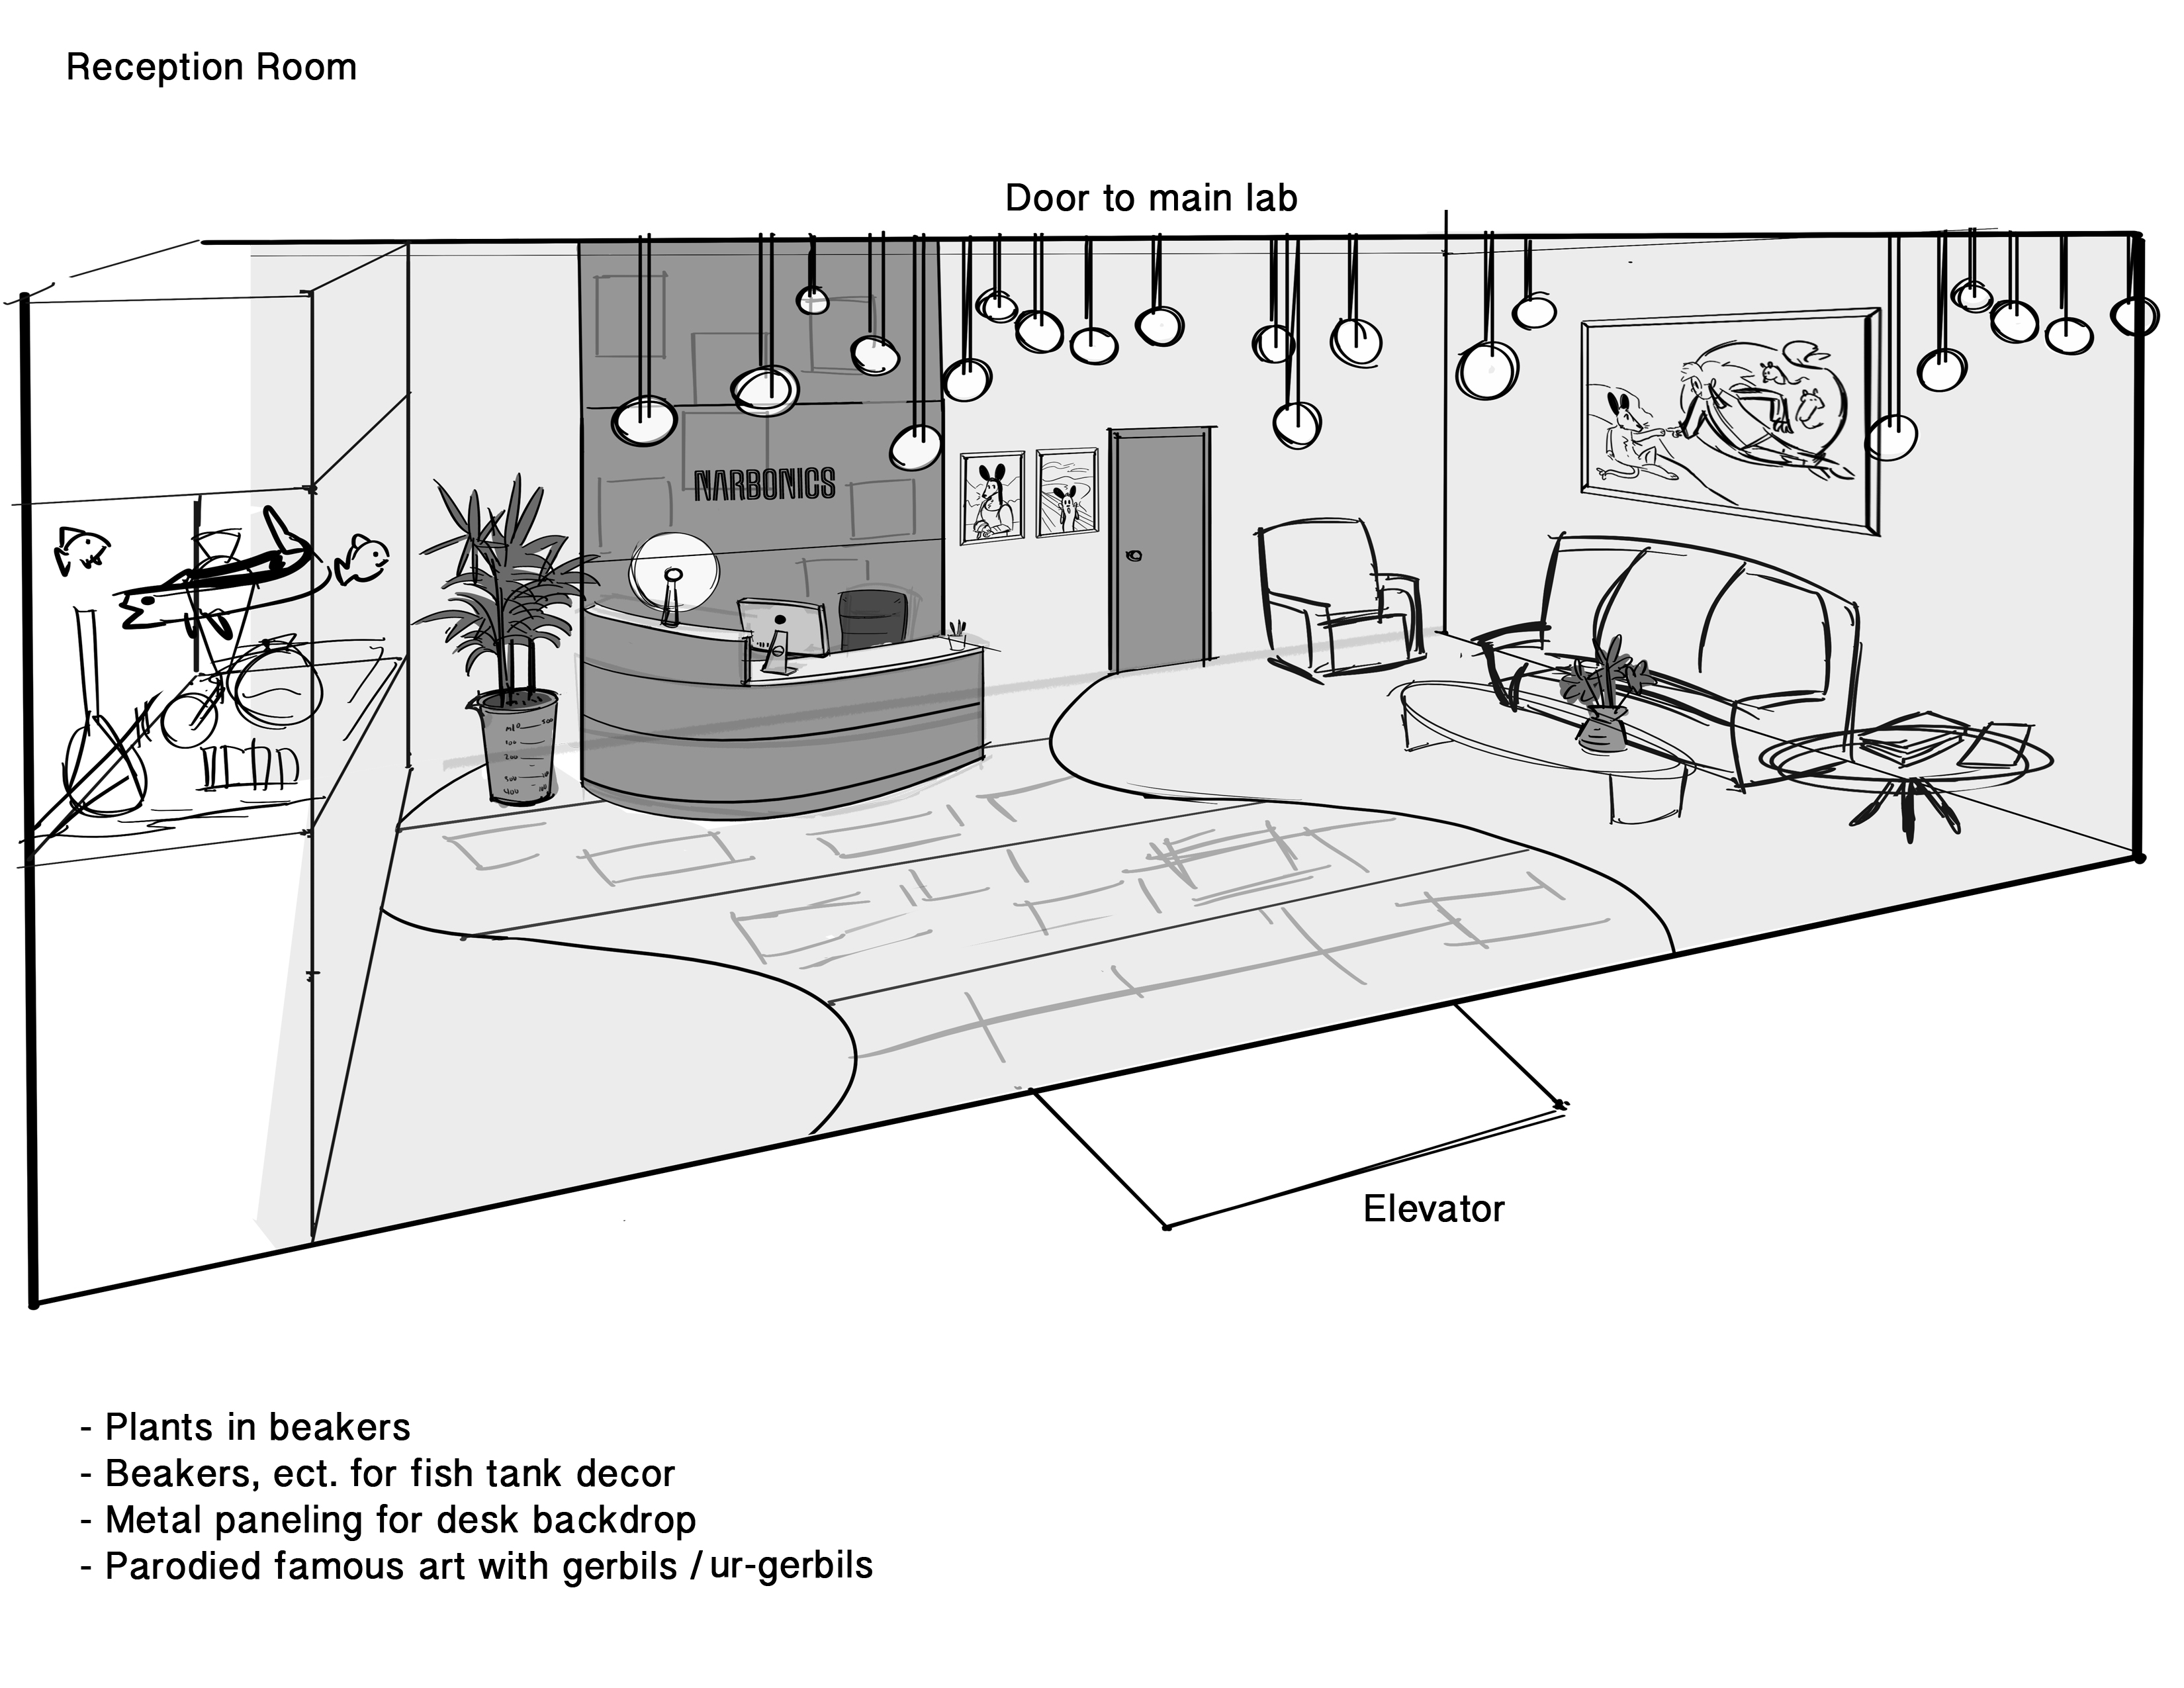 Reception Room
Door to main lab
NARBONICS
Elevator
- Plants in beakers
- Beakers, ect. for fish tank decor
- Metal paneling for desk backdrop
- Parodied famous art with gerbils / ur-gerbils